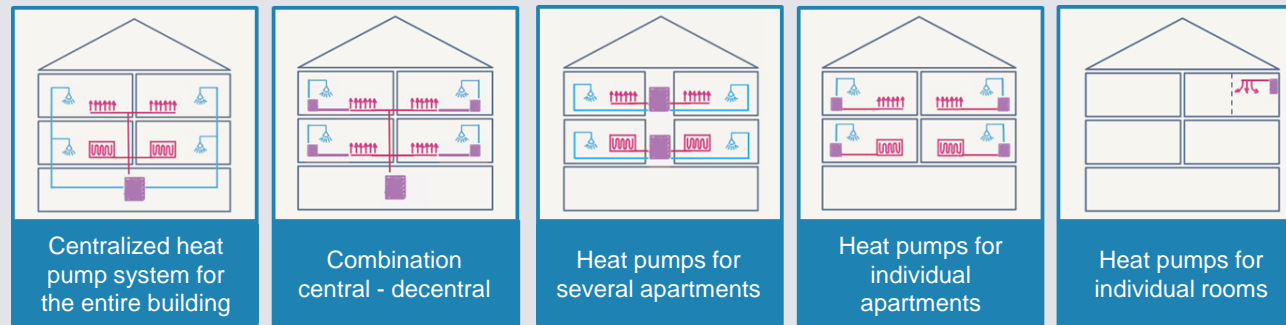 Centralized heat
pump system for
the entire building
Combination
central - decentral
Heat pumps for
several apartments
Heat pumps for
individual
apartments
Heat pumps for
individual rooms